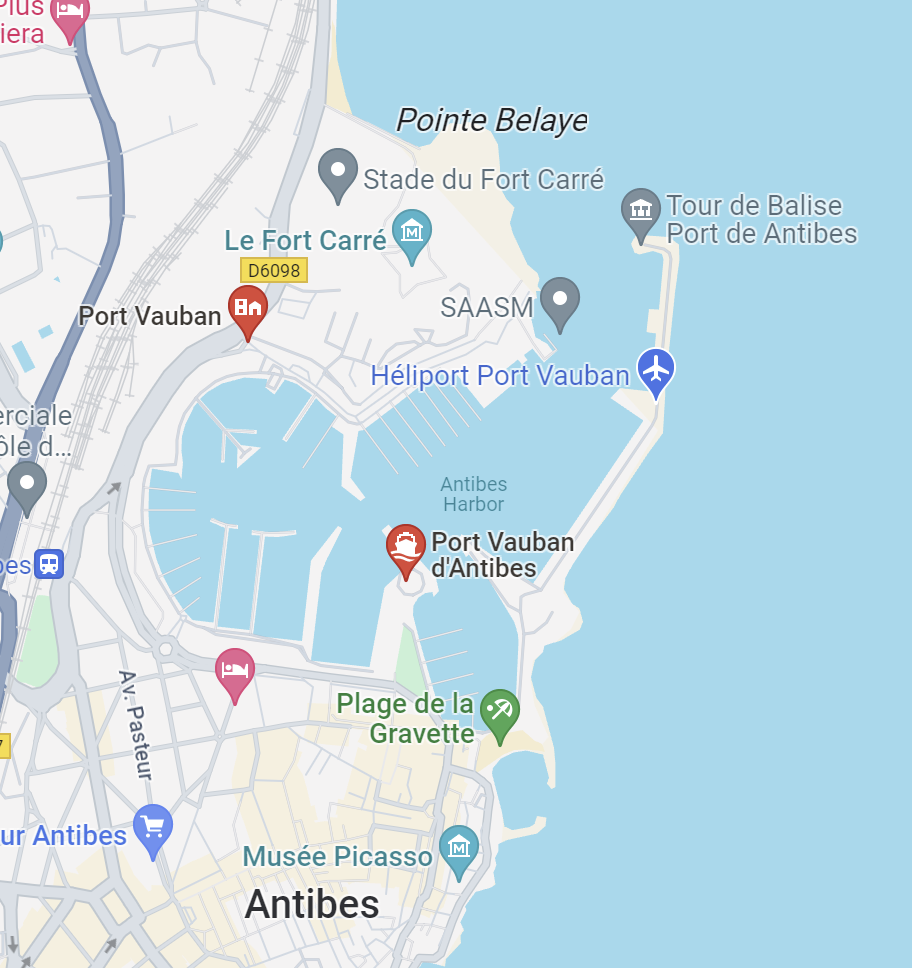 Plus
iera
Pointe Belaye
Stade du Fort Carré
Tour de Balise
Port de Antibes
Le Fort Carré
D6098
SAASM
Port Vauban
Héliport Port Vauban
erciale
ôle d...
Antibes
Harbor
Port Vauban
d'Antibes
bes
Plage de la
Gravette
Av. Pasteur
7
ur Antibes
Musée Picasso
Antibes